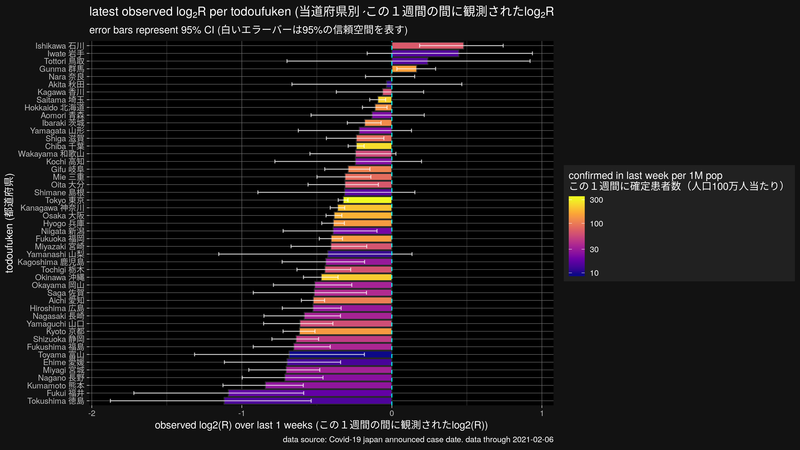 latest observed log₂R per todoufuken (当道府県別 この１週間の間に観測されたlog₂R
error bars represent 95% CI (白いエラーバーは95%の信頼空間を表す)
todoufuken (都道府県)
Ishikawa 石川
Iwate 岩手
Tottori 鳥取
Gunma 群馬
Nara 奈良
Akita 秋田
Kagawa 香川
Saitama 埼玉
Hokkaido 北海道
Aomori 青森
Ibaraki 茨城
Yamagata 山形
Shiga 滋賀
Chiba 千葉
Wakayama 和歌山
Kochi 高知
Gifu 岐阜
Mie 三重
Oita 大分
Shimane 島根
Tokyo 東京
Kanagawa 神奈川
Osaka 大阪
Hyogo 兵庫
Niigata 新潟
Fukuoka 福岡
Miyazaki 宮崎
Yamanashi 山梨
Kagoshima 鹿児島
Tochigi 栃木
Okinawa 沖縄
Okayama 岡山
Saga 佐賀
Aichi 愛知
Hiroshima 広島
Nagasaki 長崎
Yamaguchi 山口
Kyoto 京都
Shizuoka 静岡
Fukushima 福島
Toyama 富山
Ehime 愛媛
Miyagi 宮城
Nagano 長野
Kumamoto 熊本
Fukui 福井
Tokushima 徳島
-2 -1 0 1
observed log2(R) over last 1 weeks (この１週間の間に観測されたlog2(R))
data source: Covid-19 japan announced case date. data through 2021-02-06
confirmed in last week per 1M pop
この１週間に確定患者数（人口100万人当たり）
300
100
30
10